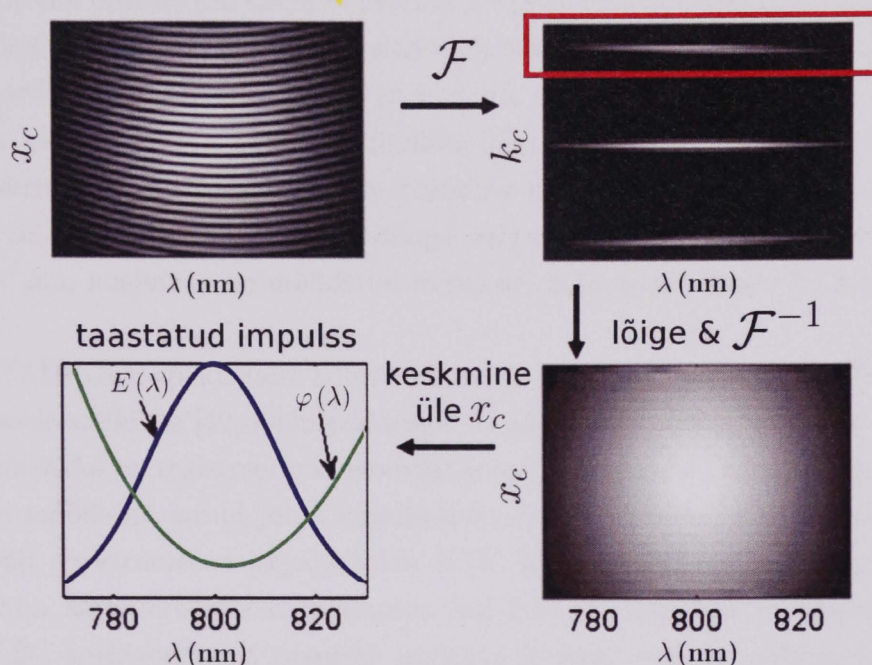 x_c
λ (nm)
ℱ
k_c
λ (nm)
lõige & ℱ⁻¹
taastatud impulss
E (λ)
φ (λ)
780 800 820
λ (nm)
keskmine
üle x_c
x_c
780 800 820
λ (nm)